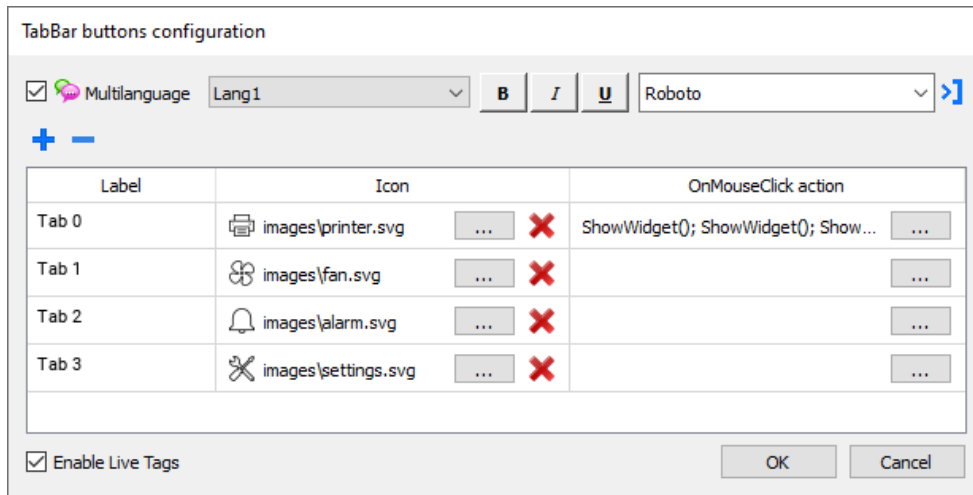 TabBar buttons configuration
Multilanguage Lang1 B I U Roboto
Label Icon OnMouseClick action
Tab 0 images\printer.svg ... ShowWidget(); ShowWidget(); Show... ...
Tab 1 images\fan.svg ... ...
Tab 2 images\alarm.svg ... ...
Tab 3 images\settings.svg ... ...
Enable Live Tags OK Cancel